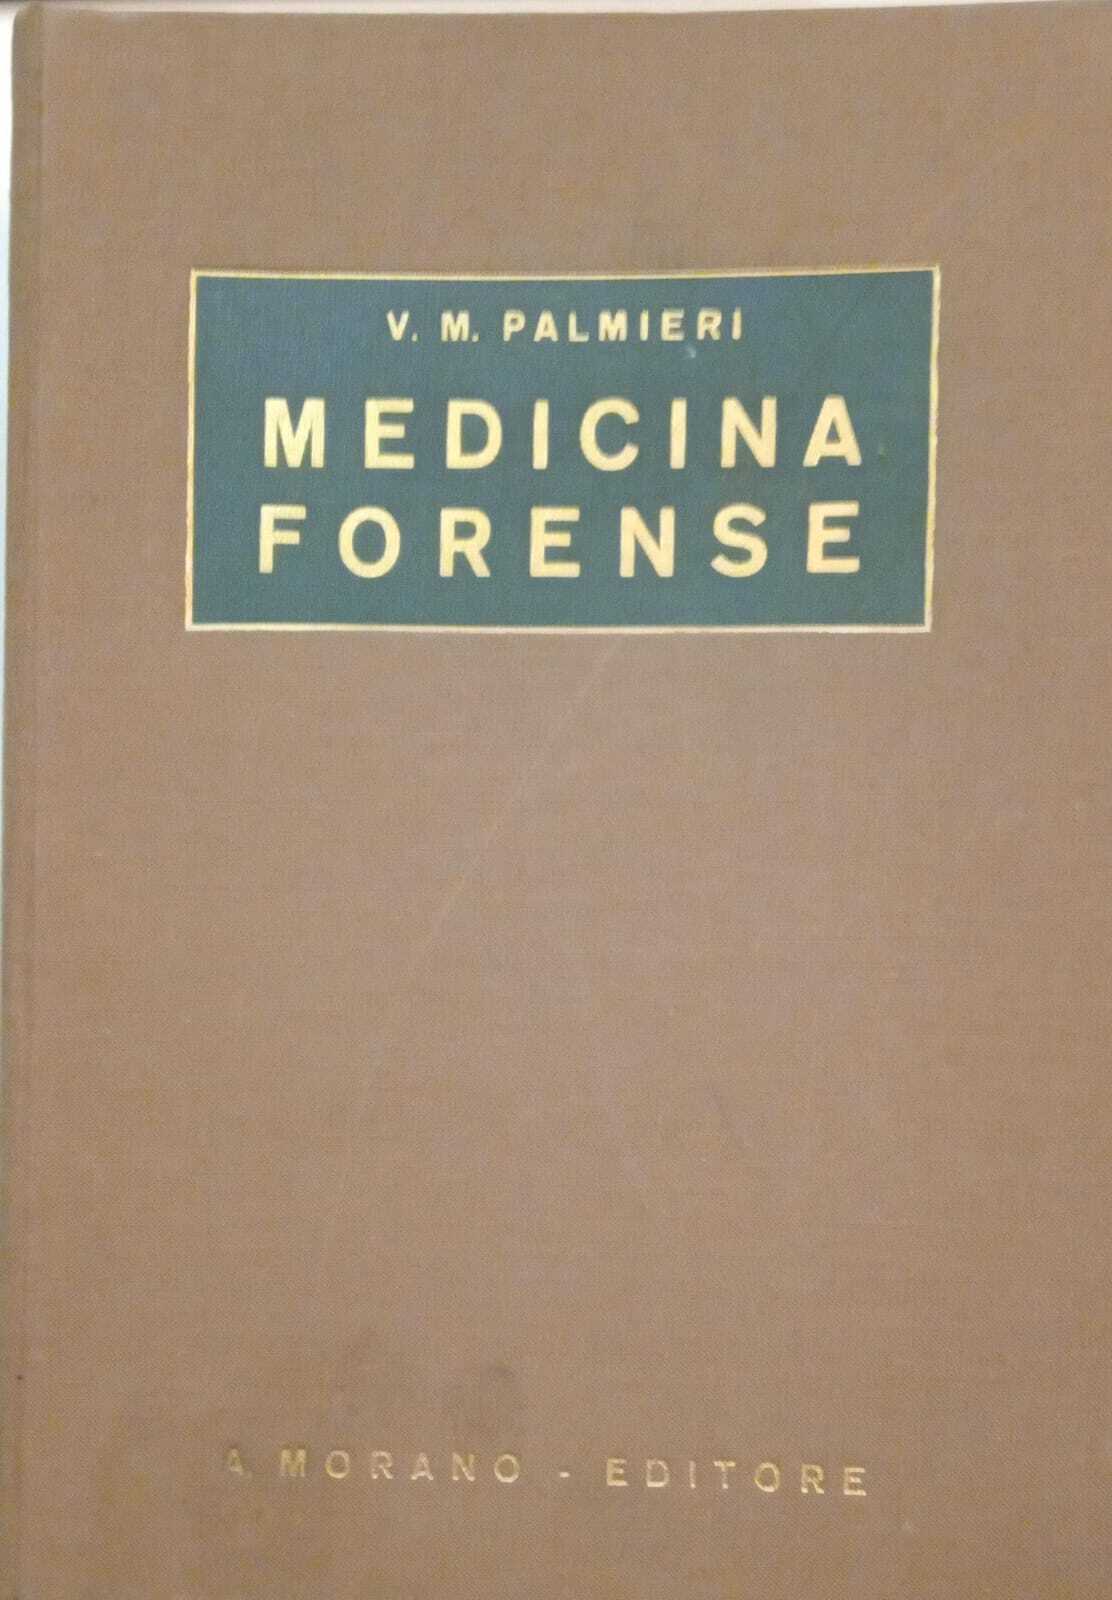 V. M. PALMIERI
MEDICINA
FORENSE
A. MORANO - EDITORE